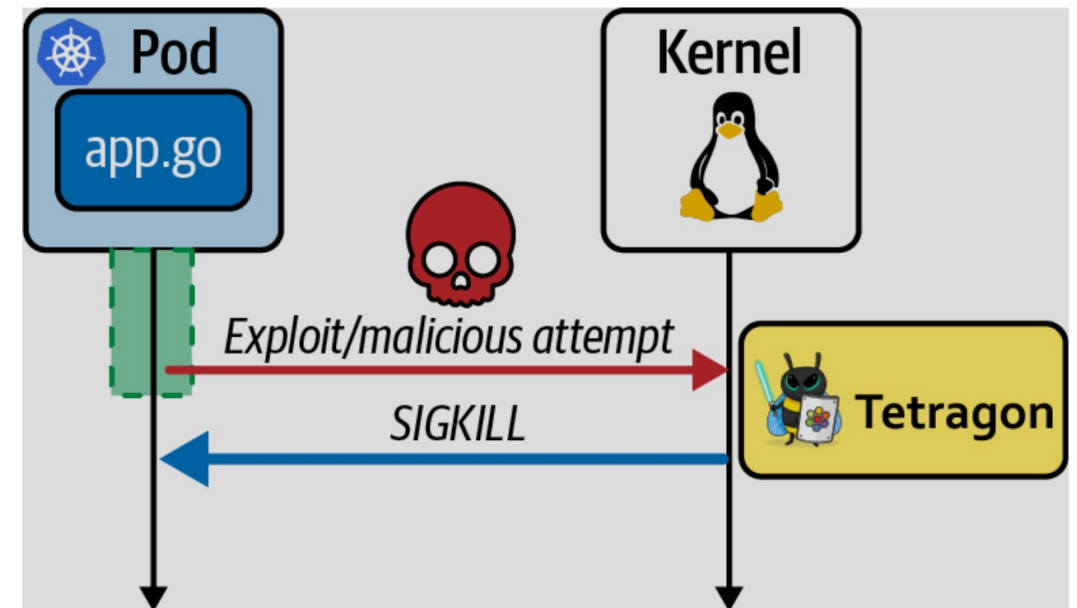 Pod
app.go
Kernel
Exploit/malicious attempt
SIGKILL
Tetragon